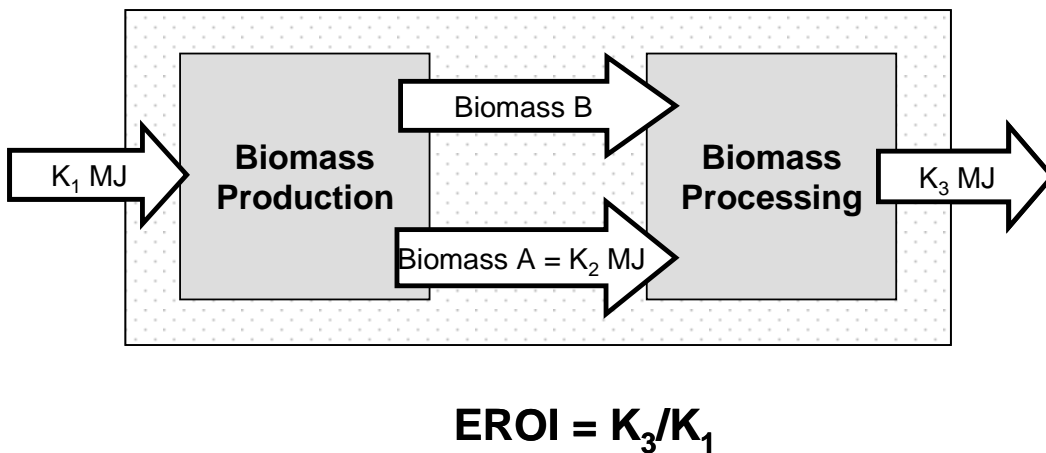 Biomass B
K₁ MJ
Biomass
Production
Biomass
Processing
K₃ MJ
Biomass A = K₂ MJ
EROI = K₃/K₁